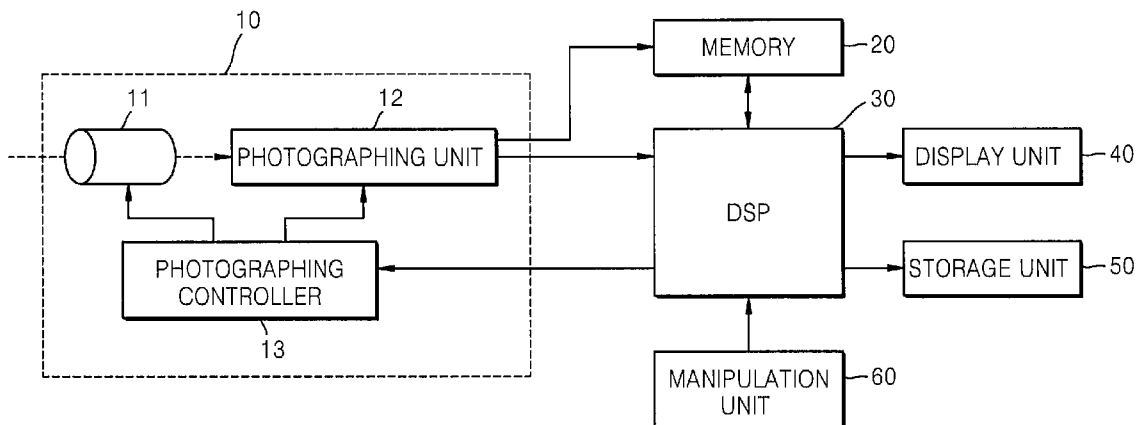 10
MEMORY
20
11
12
30
PHOTOGRAPHING UNIT
DISPLAY UNIT
40
DSP
PHOTOGRAPHING
CONTROLLER
STORAGE UNIT
50
13
MANIPULATION
UNIT
60